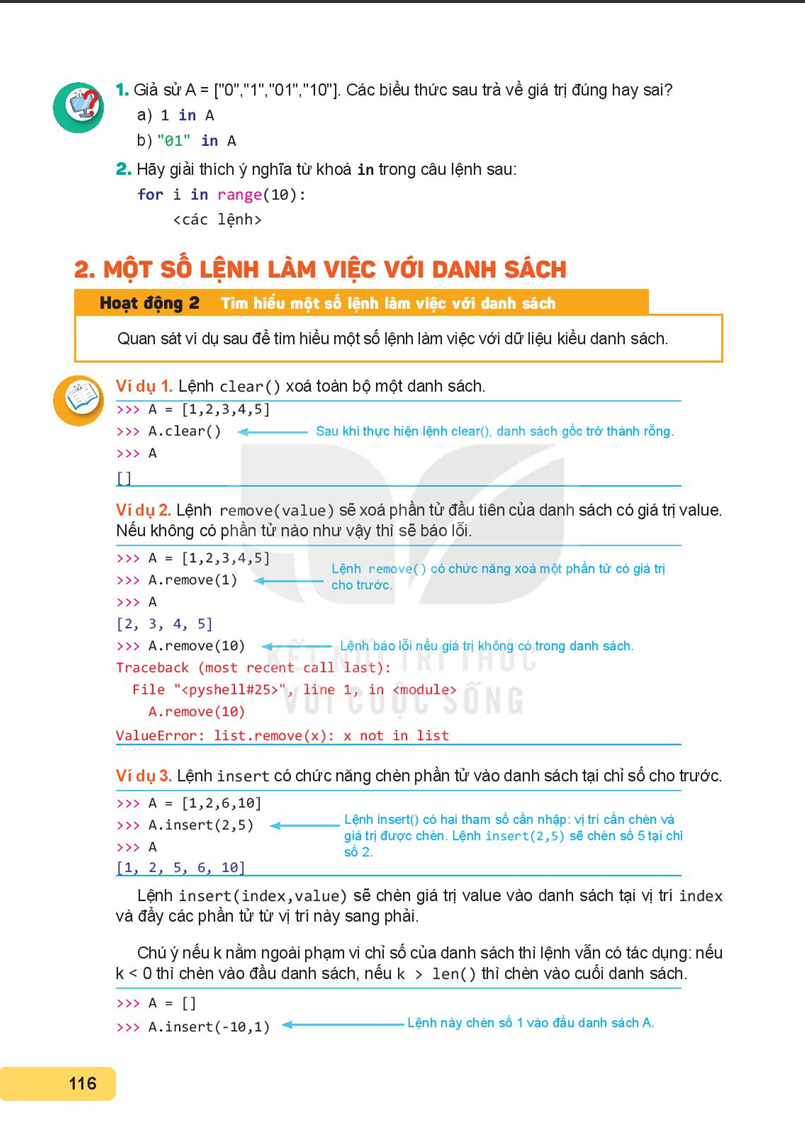 1. Giả sử A = ["0","1","01","10"]. Các biểu thức sau trả về giá trị đúng hay sai?
a) 1 in A
b) "01" in A
2. Hãy giải thích ý nghĩa từ khoá in trong câu lệnh sau:
for i in range(10):
<các lệnh>
2. MỘT SỐ LỆNH LÀM VIỆC VỚI DANH SÁCH
Hoạt động 2 Tìm hiểu một số lệnh làm việc với danh sách
Quan sát ví dụ sau để tìm hiểu một số lệnh làm việc với dữ liệu kiểu danh sách.
Ví dụ 1. Lệnh clear() xoá toàn bộ một danh sách.
>>> A = [1,2,3,4,5]
>>> A.clear() Sau khi thực hiện lệnh clear(), danh sách gốc trở thành rỗng.
>>> A
[]
Ví dụ 2. Lệnh remove(value) sẽ xoá phần tử đầu tiên của danh sách có giá trị value.
Nếu không có phần tử nào như vậy thì sẽ báo lỗi.
>>> A = [1,2,3,4,5]
>>> A.remove(1) Lệnh remove() có chức năng xoá một phần tử có giá trị
cho trước.
>>> A
[2, 3, 4, 5]
>>> A.remove(10) Lệnh báo lỗi nếu giá trị không có trong danh sách.
Traceback (most recent call last):
File "<pyshell#25>", line 1, in <module>
A.remove(10)
ValueError: list.remove(x): x not in list
KẾT NỐI TRI THỨC
VỚI CUỘC SỐNG
Ví dụ 3. Lệnh insert có chức năng chèn phần tử vào danh sách tại chỉ số cho trước.
>>> A = [1,2,6,10]
>>> A.insert(2,5) Lệnh insert() có hai tham số cần nhập: vị trí cần chèn và
giá trị được chèn. Lệnh insert(2,5) sẽ chèn số 5 tại chỉ
số 2.
>>> A
[1, 2, 5, 6, 10]
Lệnh insert(index,value) sẽ chèn giá trị value vào danh sách tại vị trí index
và đẩy các phần tử từ vị trí này sang phải.
Chú ý nếu k nằm ngoài phạm vi chỉ số của danh sách thì lệnh vẫn có tác dụng: nếu
k < 0 thì chèn vào đầu danh sách, nếu k > len() thì chèn vào cuối danh sách.
>>> A = []
>>> A.insert(-10,1) Lệnh này chèn số 1 vào đầu danh sách A.
116